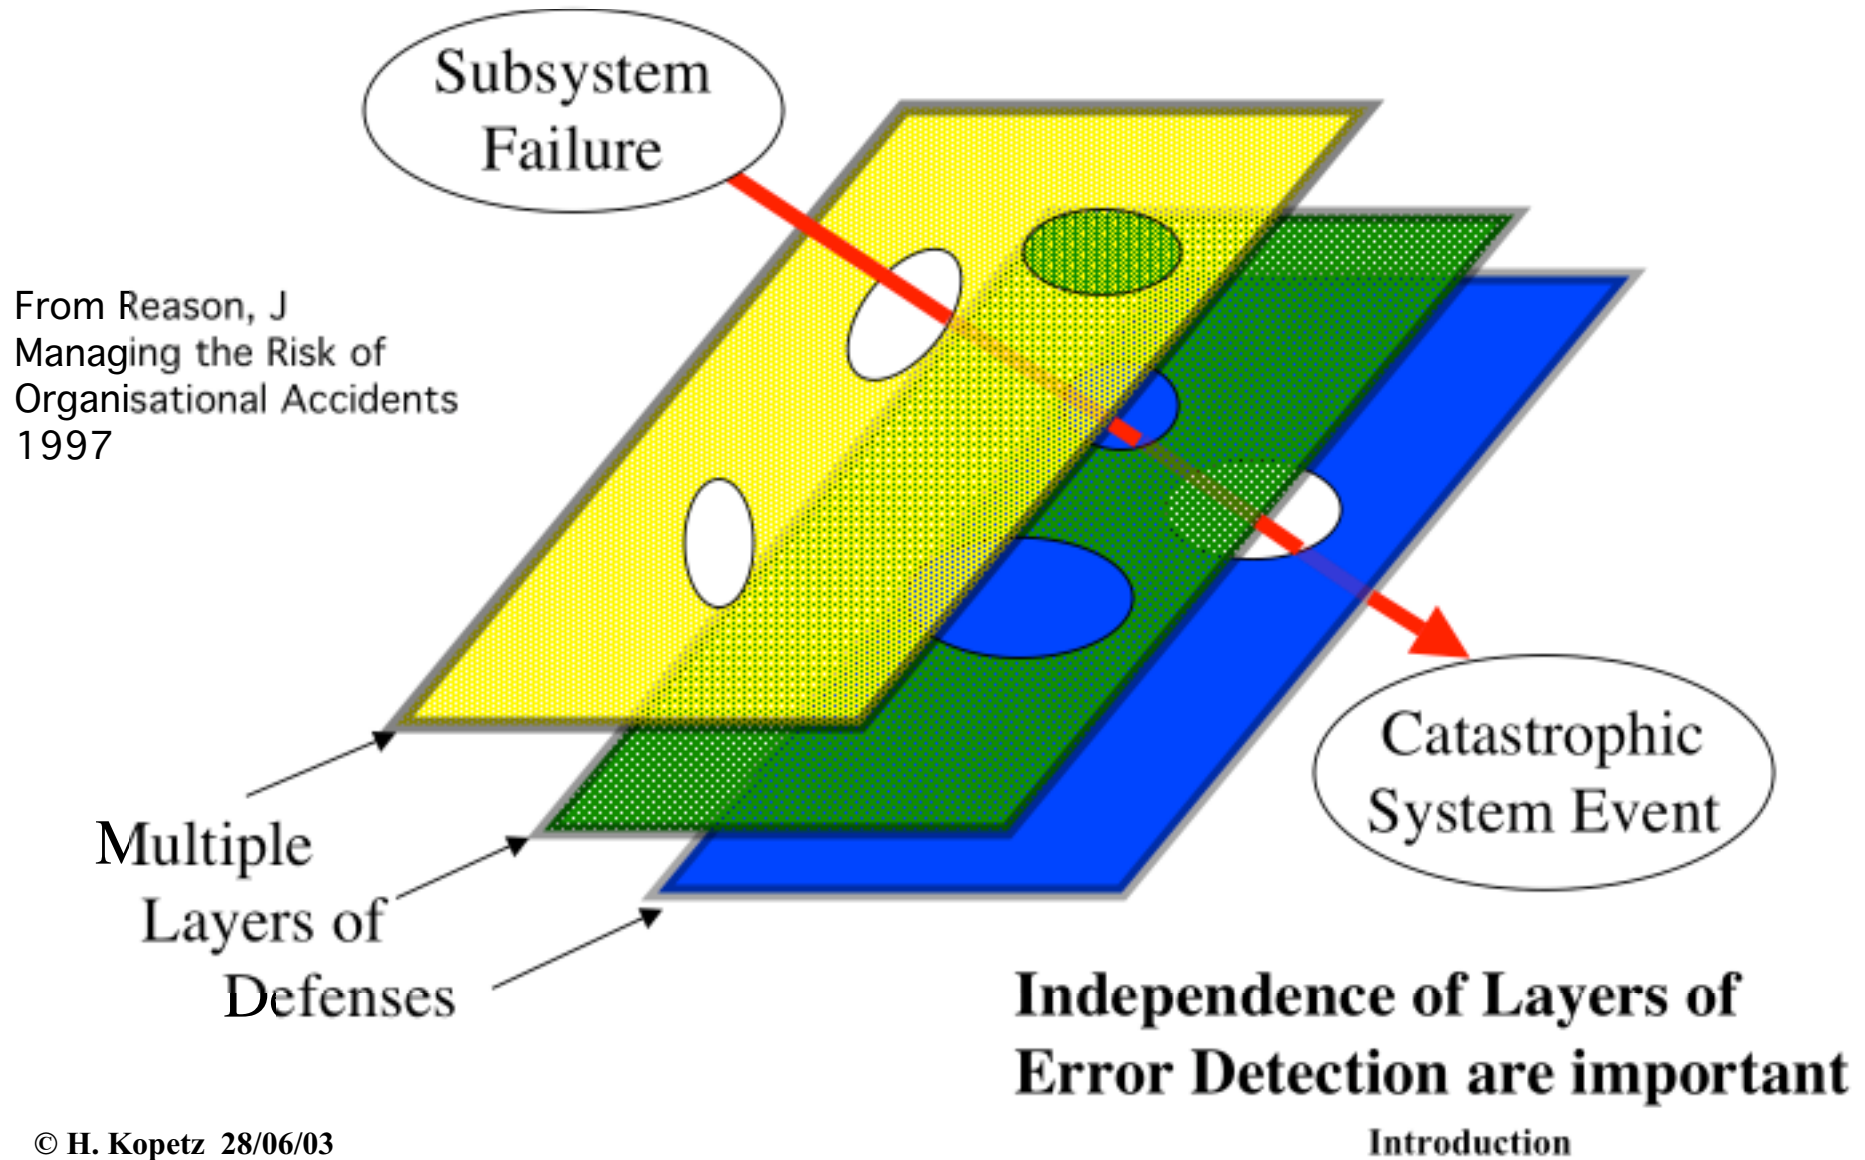 Subsystem
Failure
From Reason, J
Managing the Risk of
Organisational Accidents
1997
Catastrophic
System Event
Multiple
Layers of
Defenses
Independence of Layers of
Error Detection are important
© H. Kopetz 28/06/03
Introduction